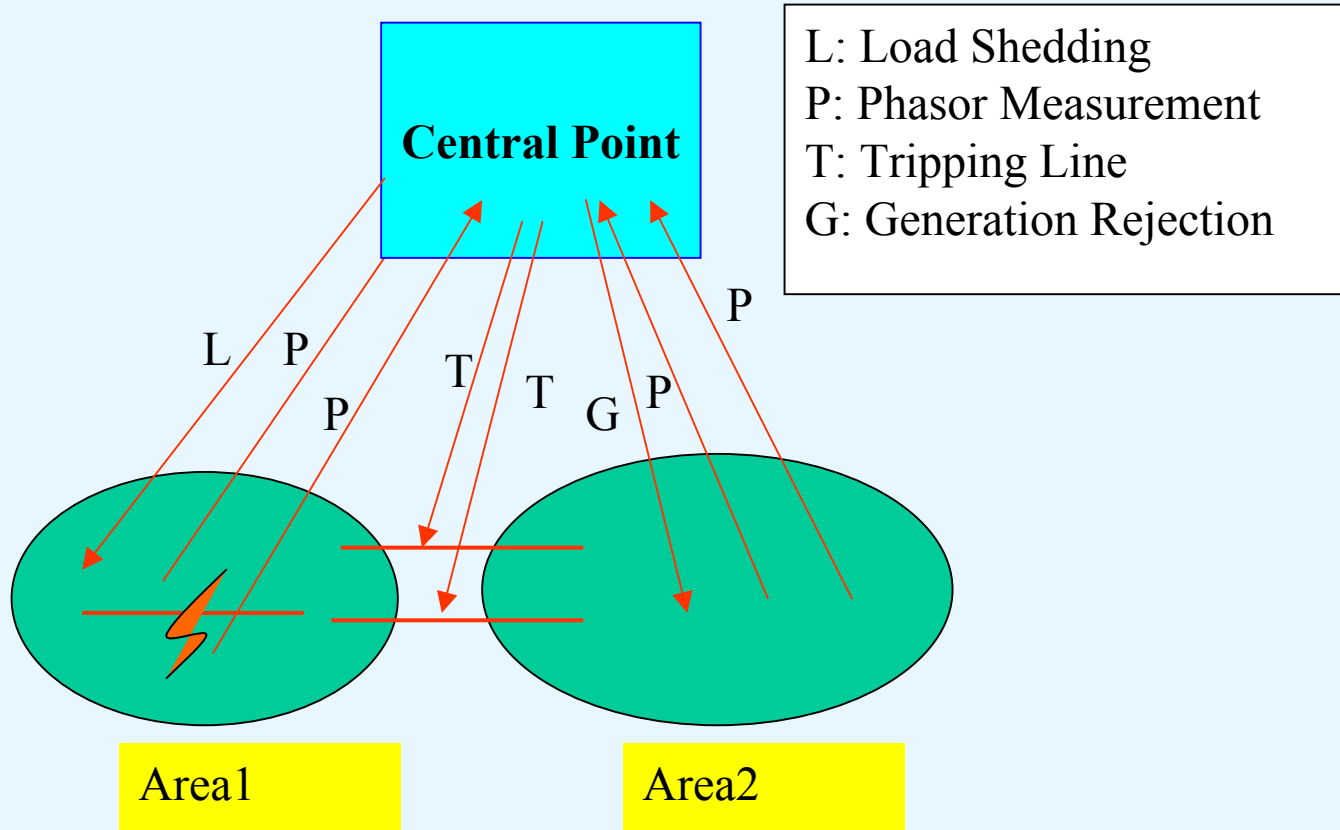 L: Load Shedding
P: Phasor Measurement
T: Tripping Line
G: Generation Rejection
Central Point
P
L
P
T
T
P
G
P
Area1
Area2